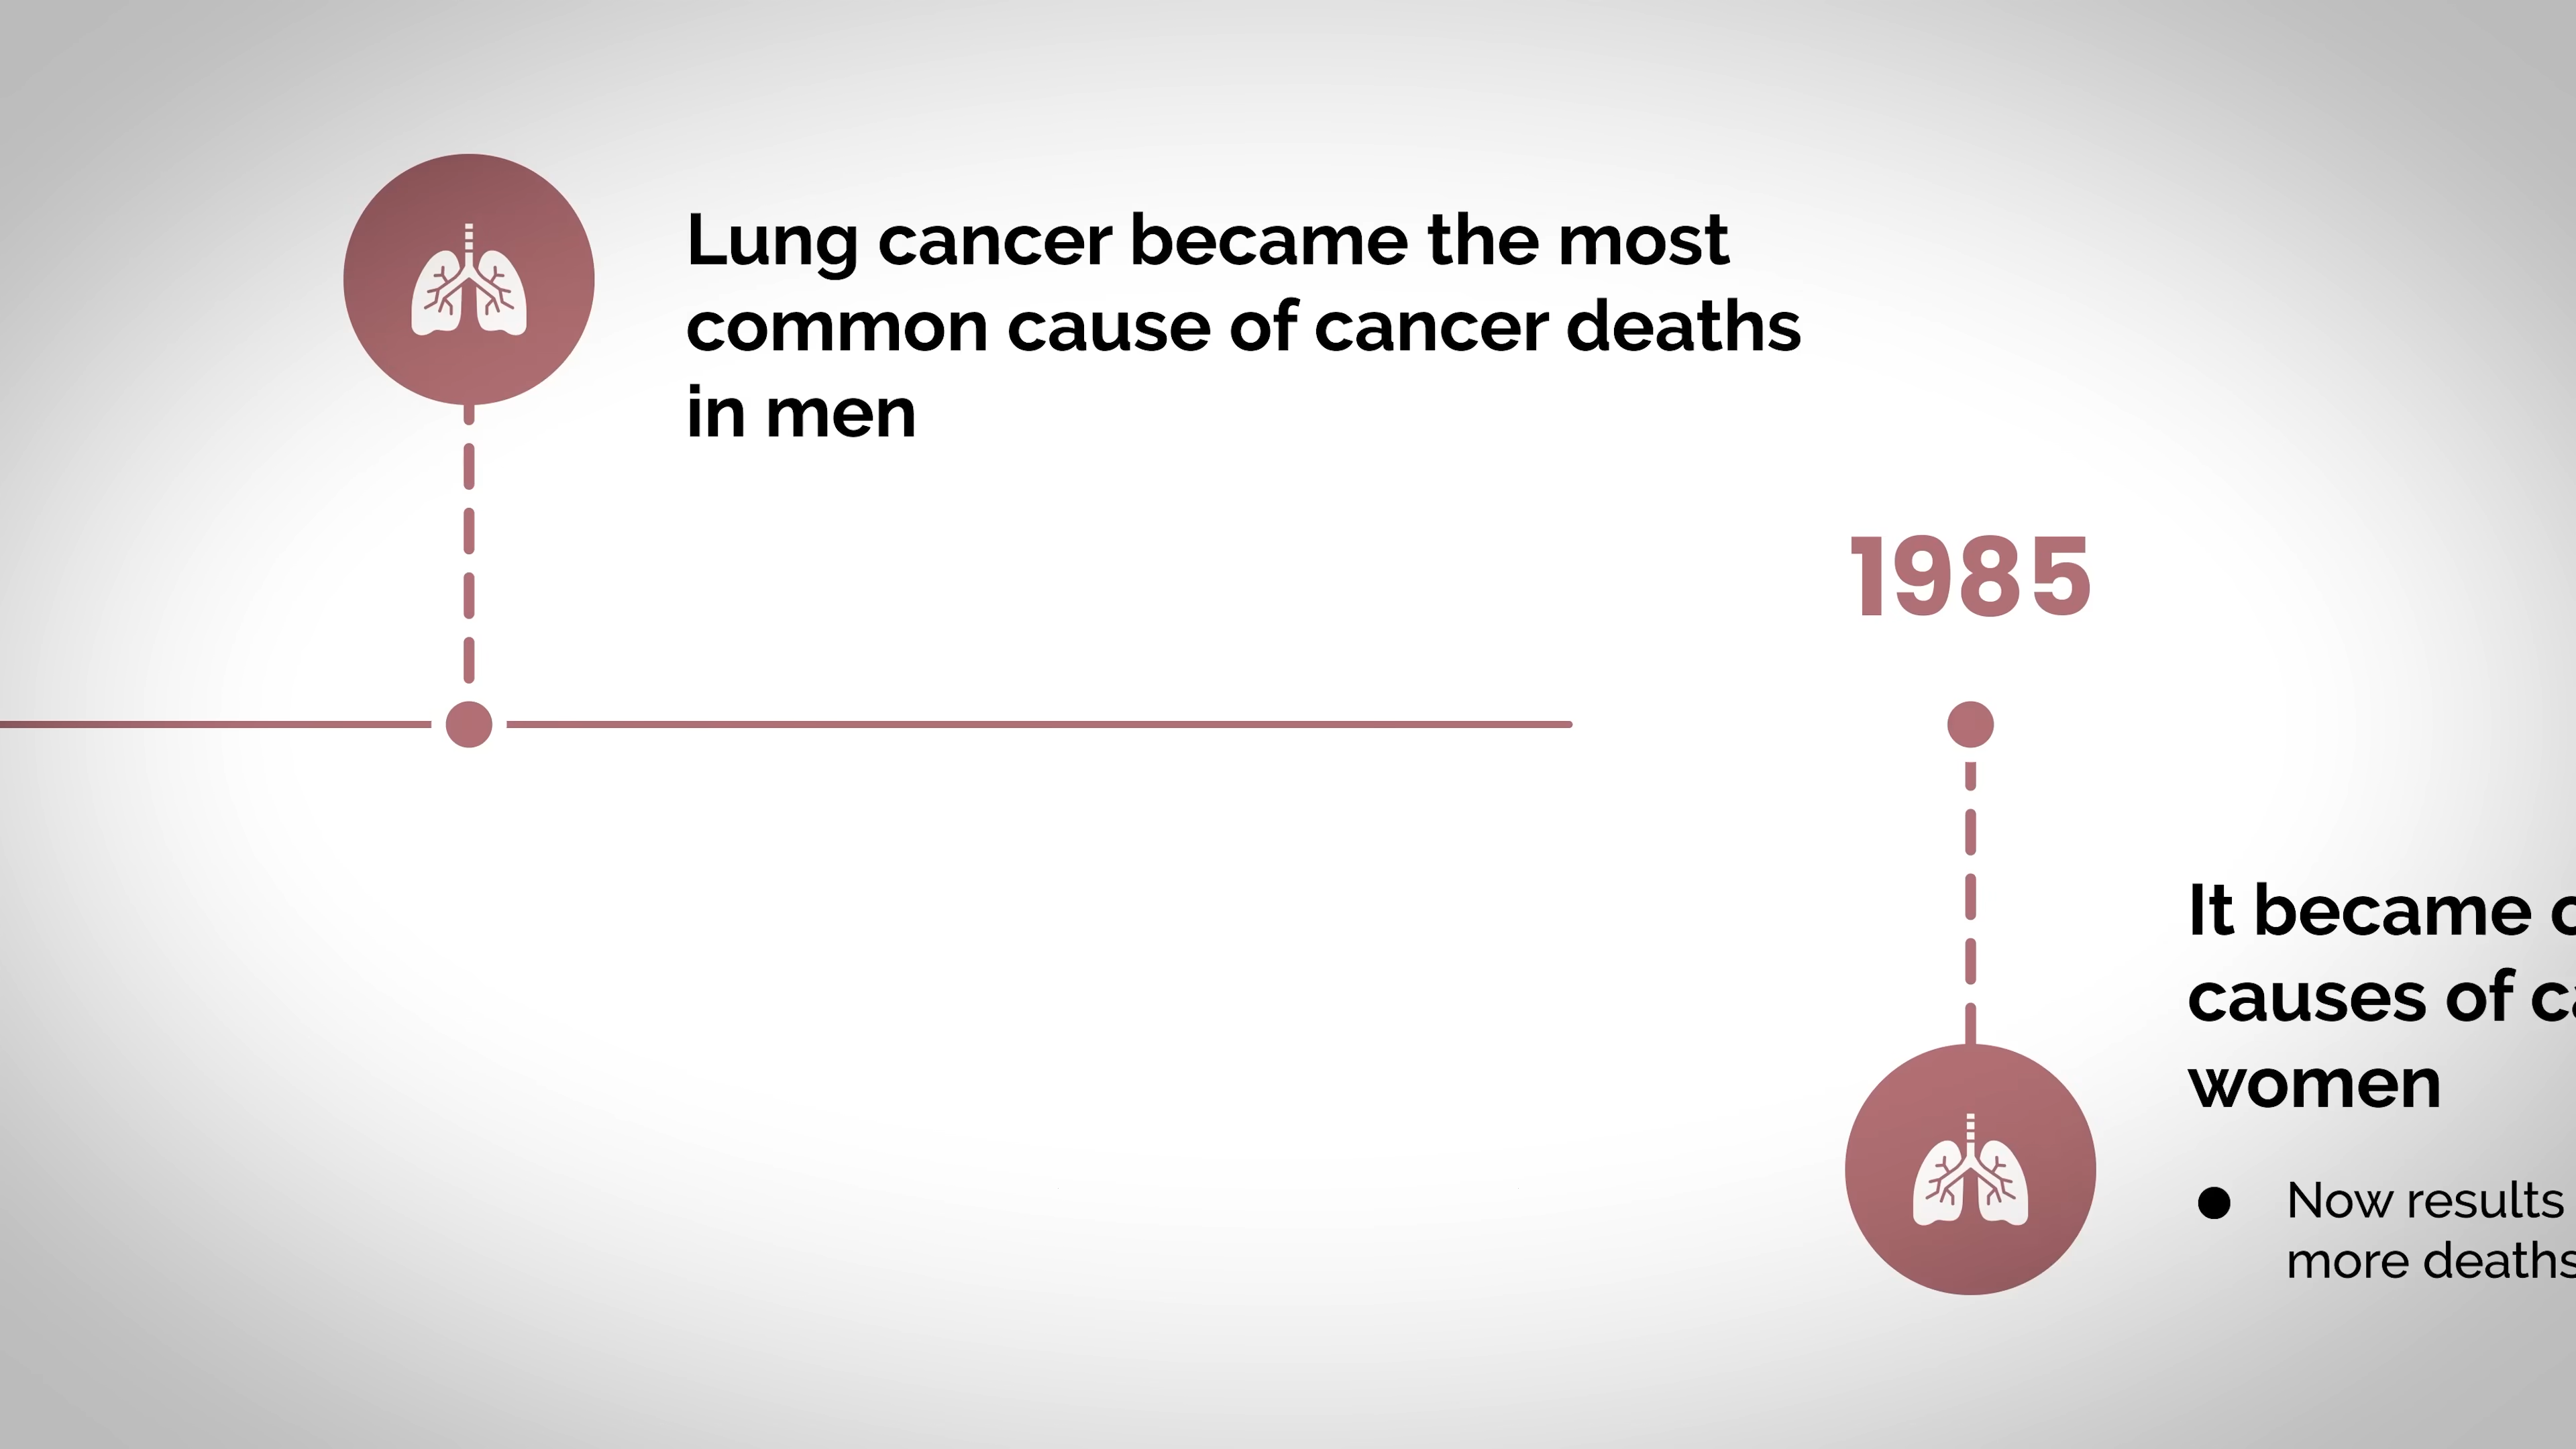 Lung cancer became the most
common cause of cancer deaths
in men
1985
It became
causes of
women
Now results
more deaths